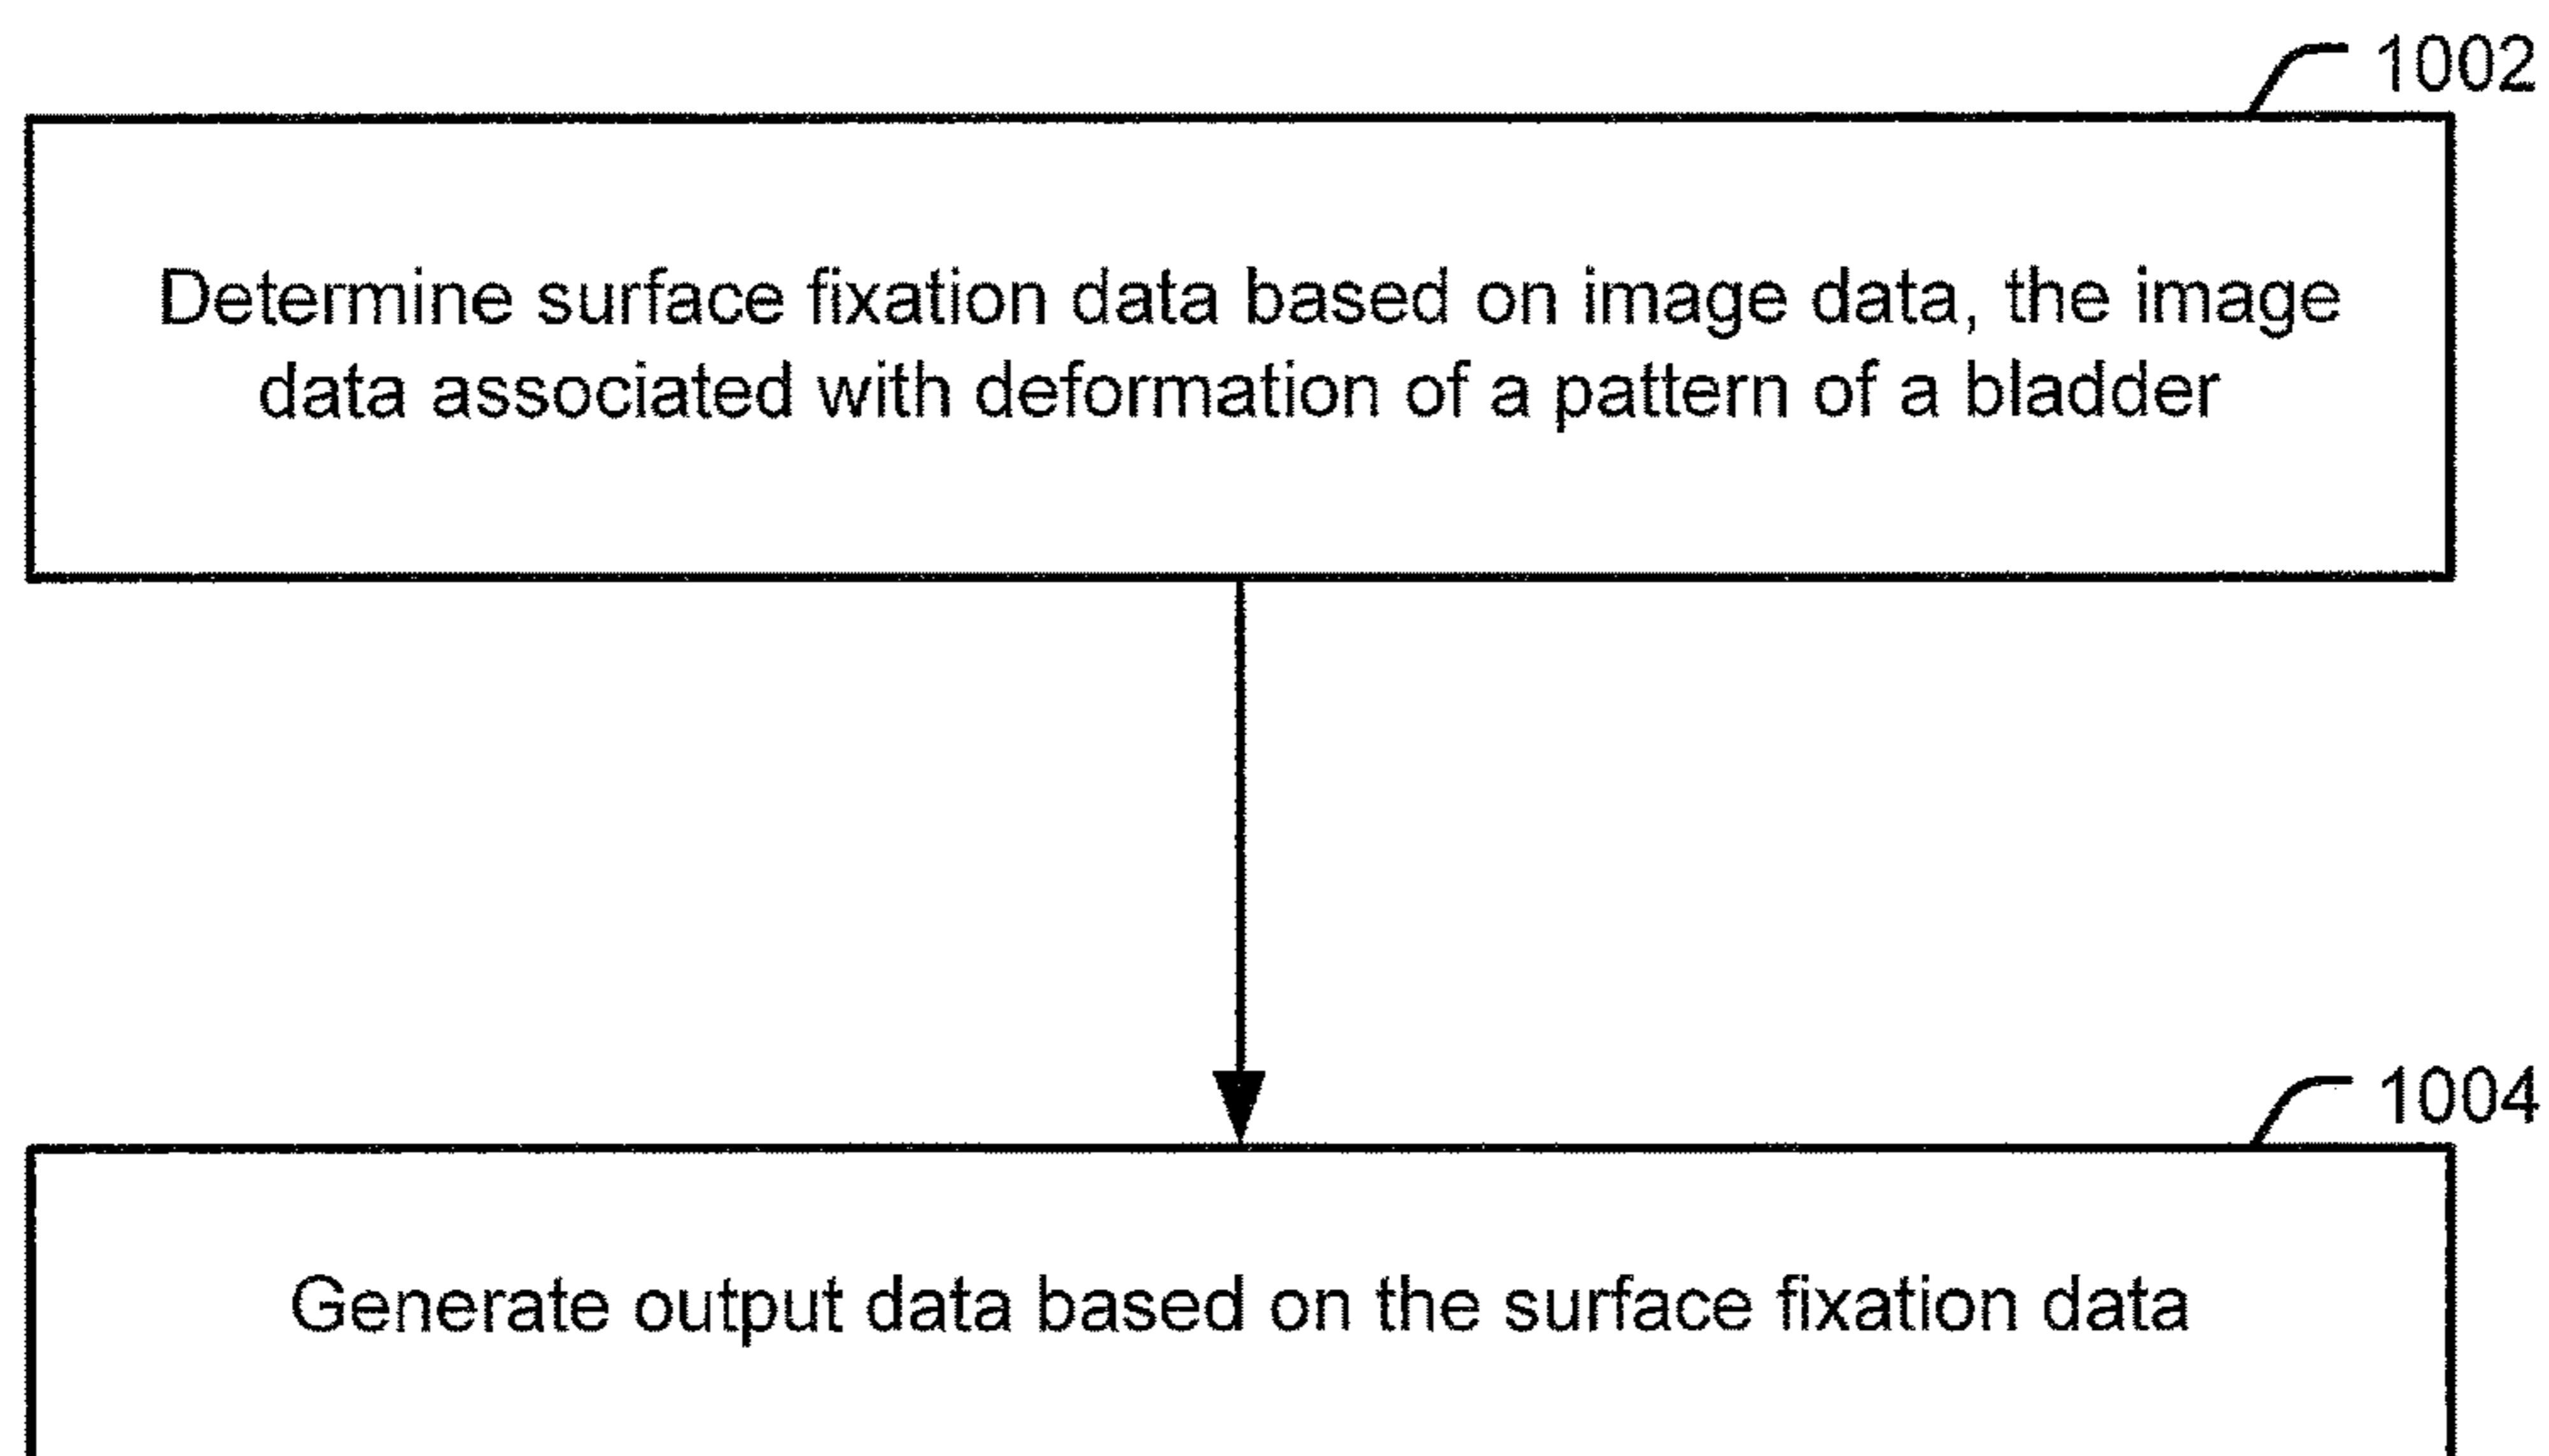 1002
Determine surface fixation data based on image data, the image
data associated with deformation of a pattern of a bladder
1004
Generate output data based on the surface fixation data